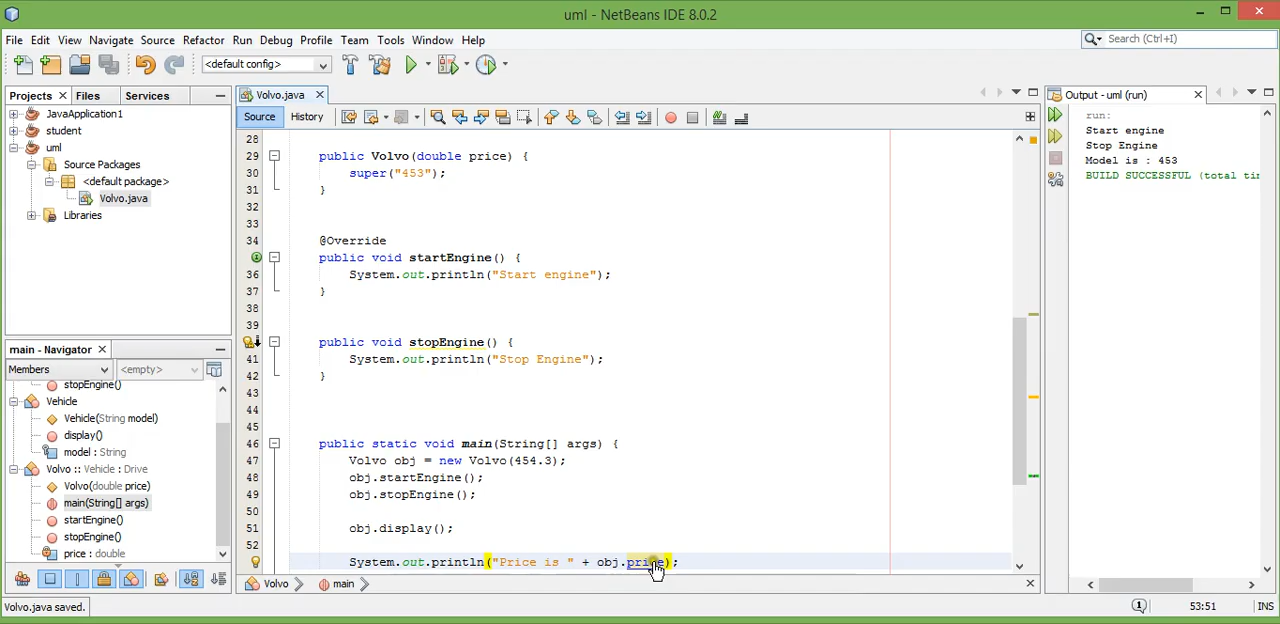 uml - NetBeans IDE 8.0.2
File Edit View Navigate Source Refactor Run Debug Profile Team Tools Window Help
Search (Ctrl+I)
<default config>
Projects Files Services
JavaApplication1
student
uml
Source Packages
<default package>
Volvo.java
Libraries
main - Navigator
Members
<empty>
stopEngine()
Vehicle
Vehicle(String model)
display()
model : String
Volvo :: Vehicle : Drive
Volvo(double price)
main(String[] args)
startEngine()
stopEngine()
price : double
Volvo.java
Source History
28
29 public Volvo(double price) {
30 super("453");
31 }
32
33
34 @Override
public void startEngine() {
36 System.out.println("Start engine");
37 }
38
39
public void stopEngine() {
41 System.out.println("Stop Engine");
42 }
43
44
45
46 public static void main(String[] args) {
47 Volvo obj = new Volvo(454.3);
48 obj.startEngine();
49 obj.stopEngine();
50
51 obj.display();
52
System.out.println("Price is " + obj.price);
Volvo main
Output - uml (run)
run:
Start engine
Stop Engine
Model is : 453
BUILD SUCCESSFUL (total
Volvo.java saved.
1
53:51
INS